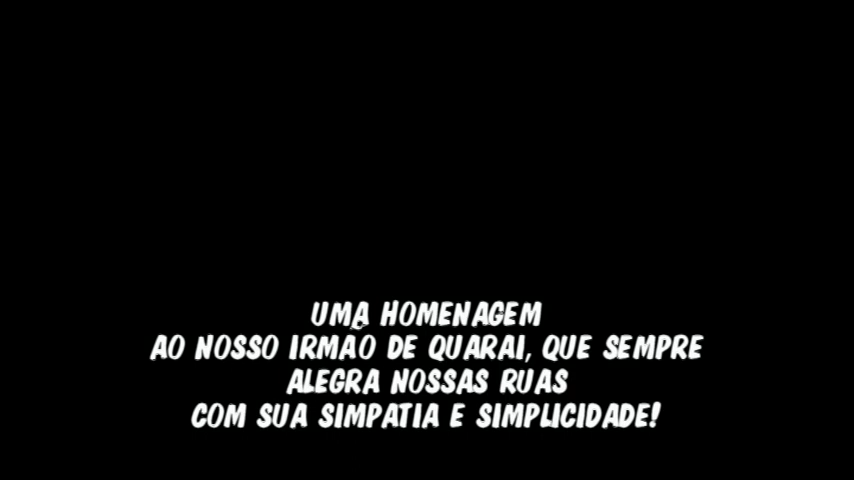 UMA HOMENAGEM
AO NOSSO IRMÃO DE QUARAI, QUE SEMPRE
ALEGRA NOSSAS RUAS
COM SUA SIMPATIA E SIMPLICIDADE!